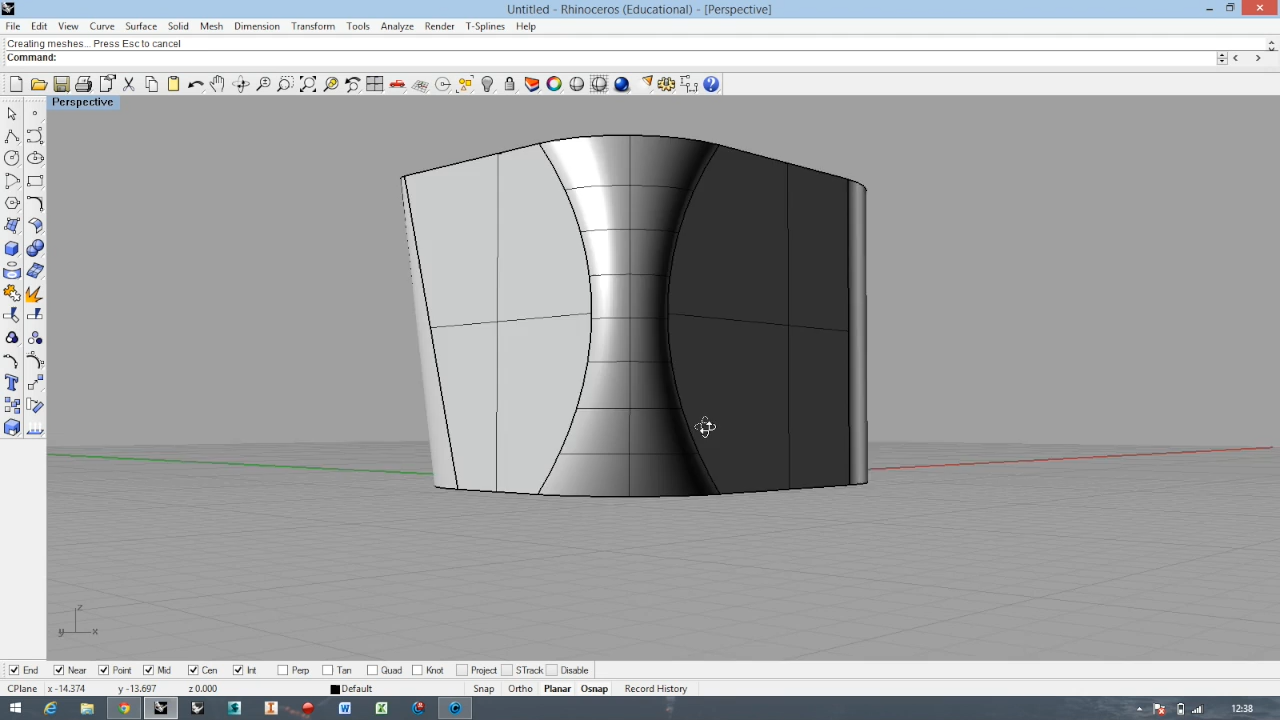 Untitled - Rhinoceros (Educational) - [Perspective]
File Edit View Curve Surface Solid Mesh Dimension Transform Tools Analyze Render T-Splines Help
Creating meshes... Press Esc to cancel
Command:
Perspective
z
y x
End Near Point Mid Cen Int Perp Tan Quad Knot Project STrack Disable
CPlane x -14.374 y -13.697 z 0.000 Default Snap Ortho Planar Osnap Record History
12:38